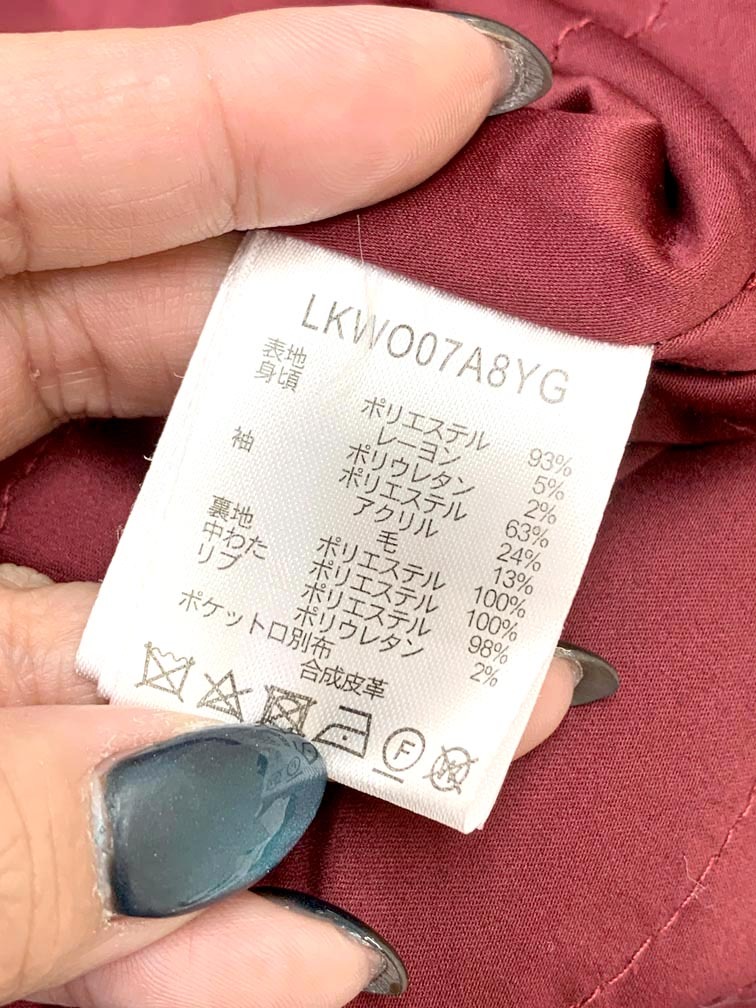 LKWO07A8YG
表地
身頃
ポリエステル 93%
レーヨン 5%
ポリウレタン 2%
袖 ポリエステル 63%
アクリル 24%
毛 13%
裏地 ポリエステル 100%
中わた ポリエステル 100%
リブ ポリエステル 98%
ポリウレタン 2%
ポケット口別布
合成皮革
F